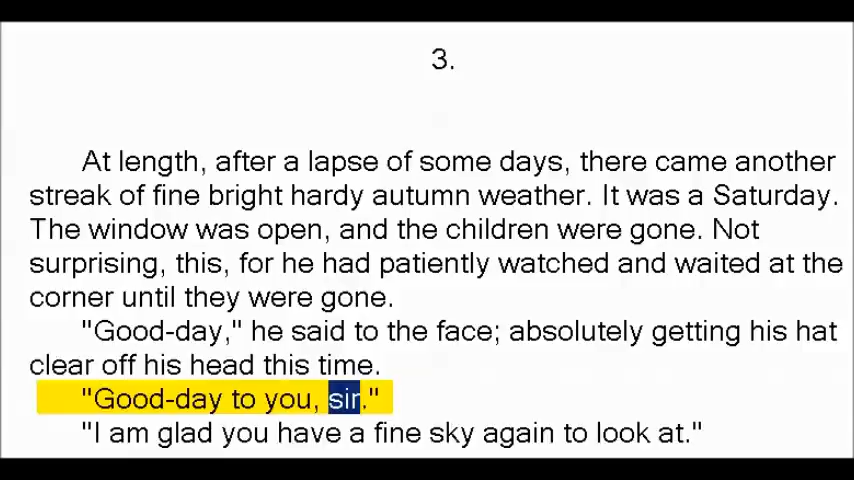 3.
At length, after a lapse of some days, there came another
streak of fine bright hardy autumn weather. It was a Saturday.
The window was open, and the children were gone. Not
surprising, this, for he had patiently watched and waited at the
corner until they were gone.
"Good-day," he said to the face; absolutely getting his hat
clear off his head this time.
"Good-day to you, sir."
"I am glad you have a fine sky again to look at."